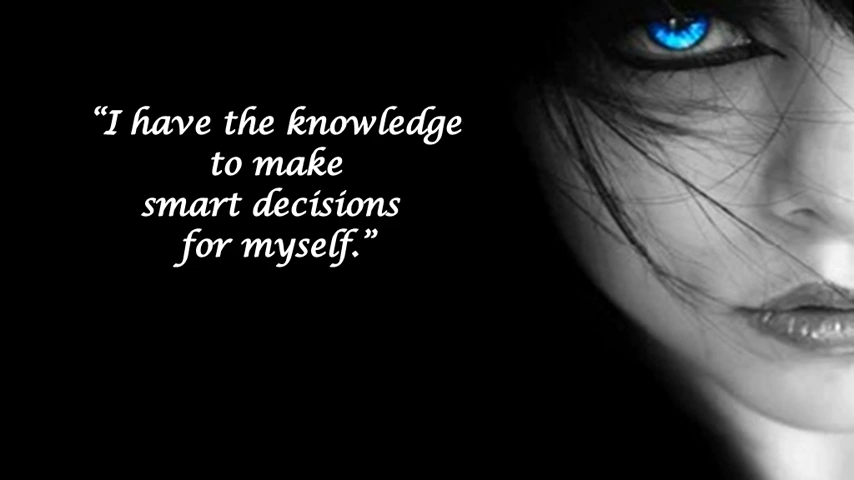 “I have the knowledge
to make
smart decisions
for myself.”